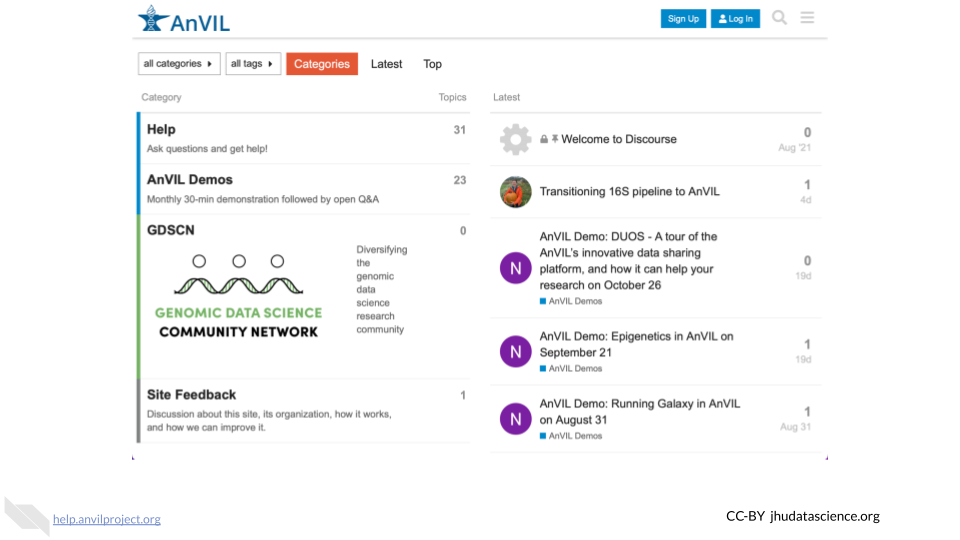 AnVIL
Sign Up
Log In
all categories
all tags
Categories
Latest
Top
Category
Topics
Help
31
Ask questions and get help!
AnVIL Demos
23
Monthly 30-min demonstration followed by open Q&A
GDSCN
0
GENOMIC DATA SCIENCE
COMMUNITY NETWORK
Diversifying
the
genomic
data
science
research
community
Site Feedback
1
Discussion about this site, its organization, how it works,
and how we can improve it.
Latest
Welcome to Discourse
0
Aug '21
Transitioning 16S pipeline to AnVIL
1
4d
N
AnVIL Demo: DUOS - A tour of the
AnVIL's innovative data sharing
platform, and how it can help your
research on October 26
AnVIL Demos
0
19d
N
AnVIL Demo: Epigenetics in AnVIL on
September 21
AnVIL Demos
1
19d
N
AnVIL Demo: Running Galaxy in AnVIL
on August 31
AnVIL Demos
1
Aug 31
help.anvilproject.org
CC-BY jhudatascience.org